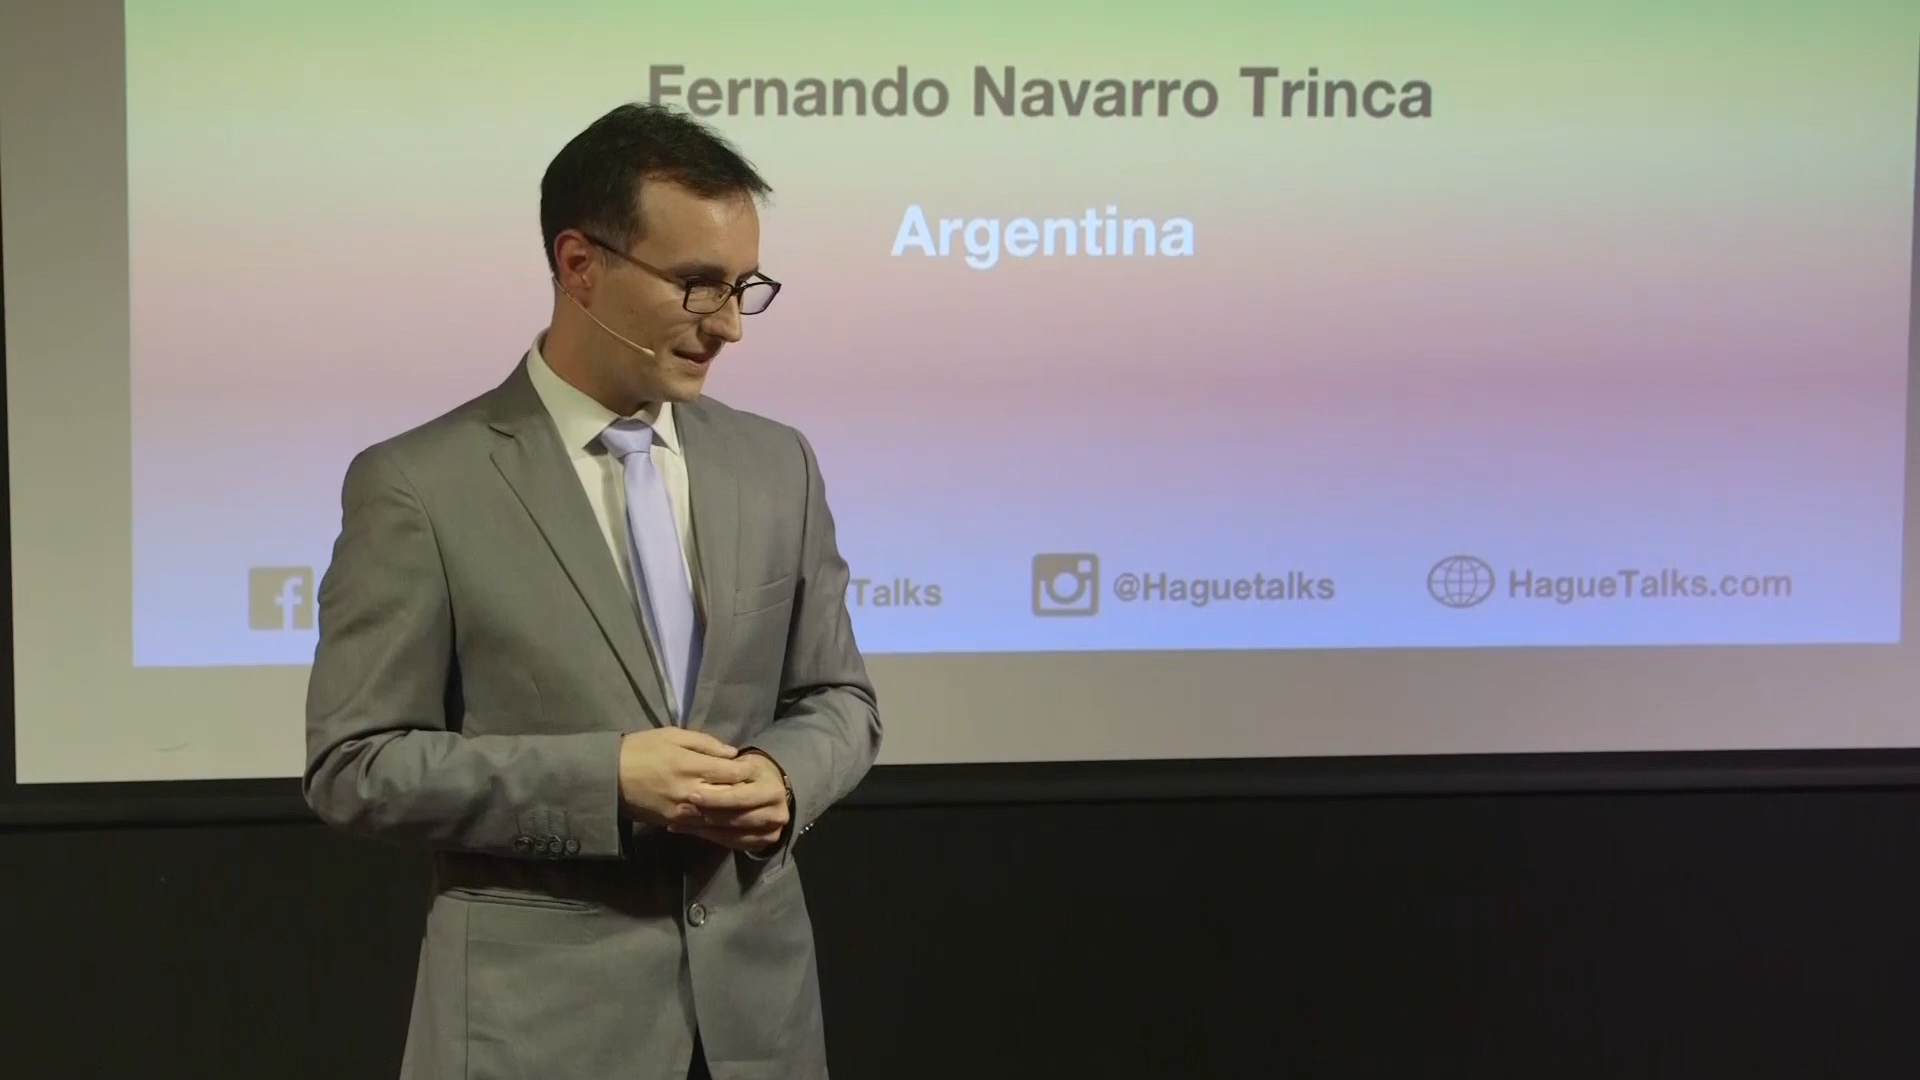 Fernando Navarro Trinca
Argentina
Talks @Haguetalks HagueTalks.com